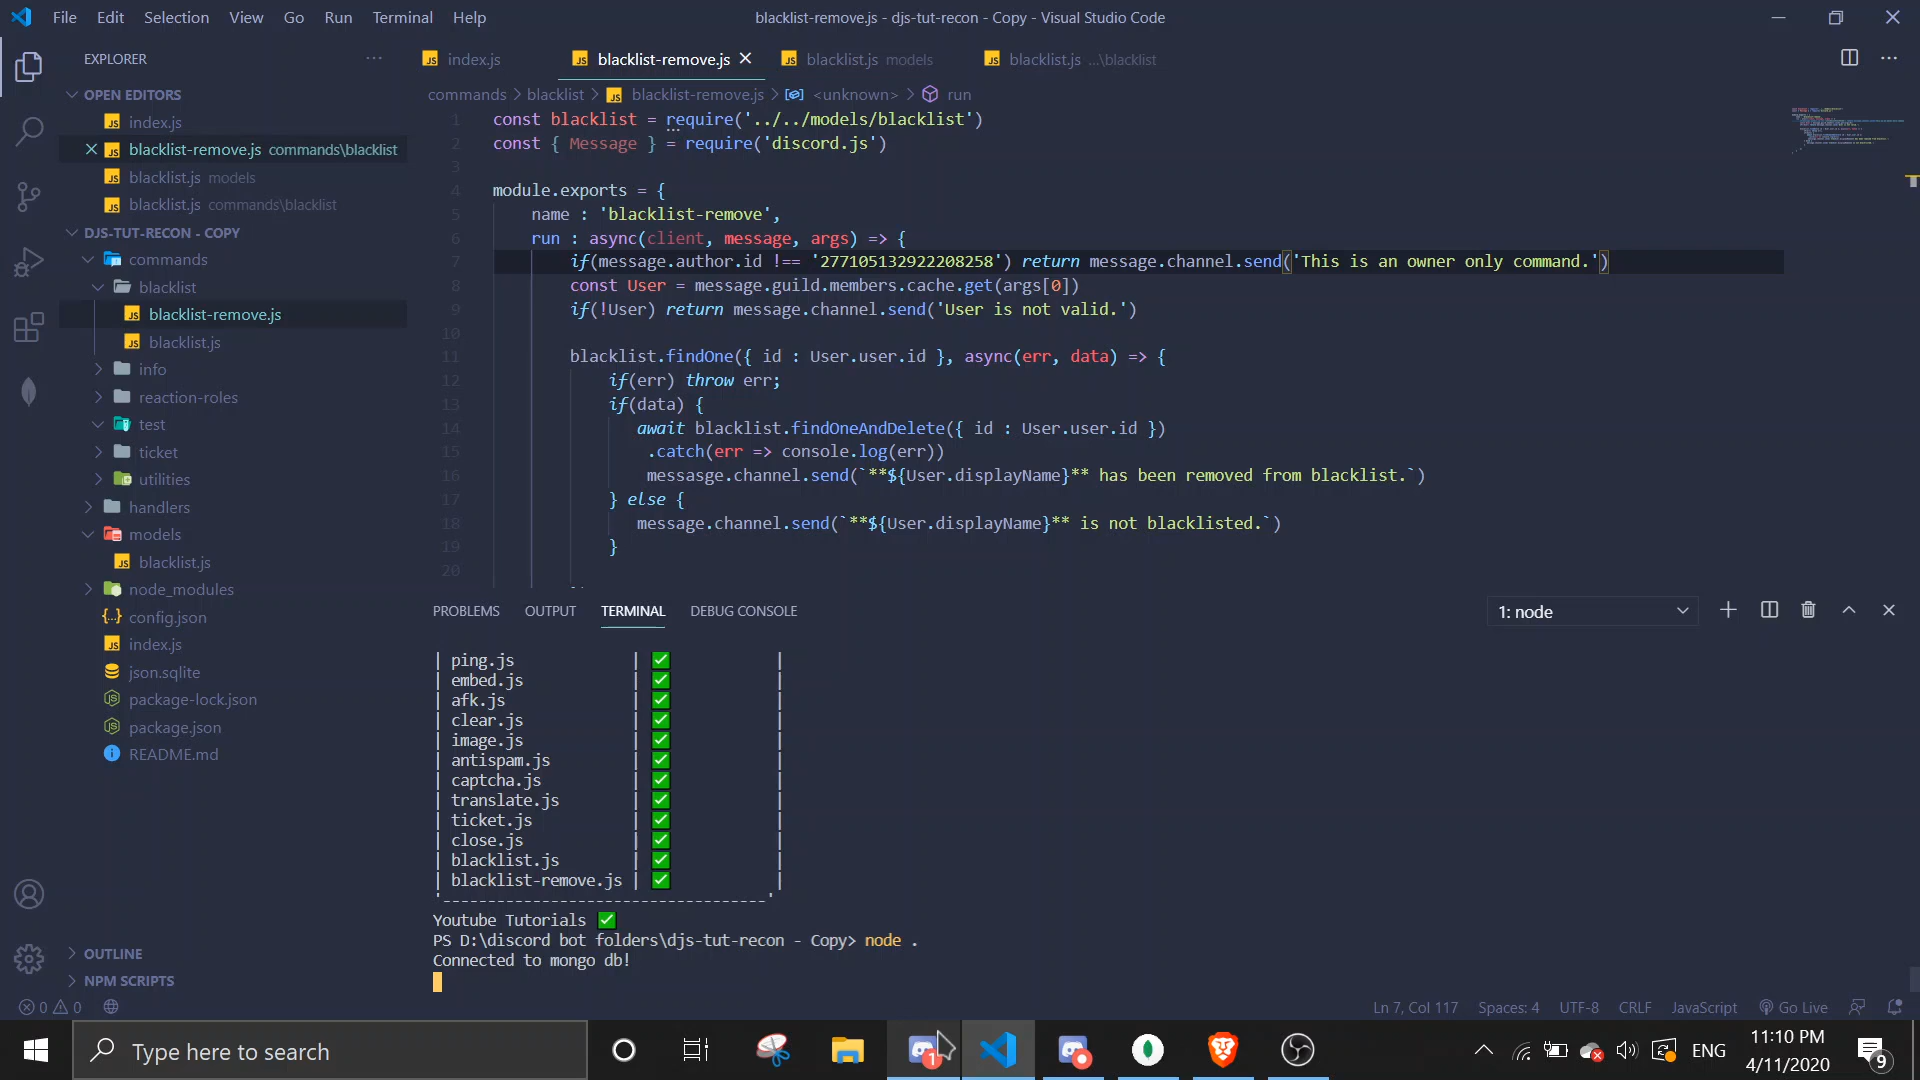 File Edit Selection View Go Run Terminal Help
blacklist-remove.js - djs-tut-recon - Copy - Visual Studio Code
EXPLORER
OPEN EDITORS
index.js
blacklist-remove.js commands\blacklist
blacklist.js models
blacklist.js commands\blacklist
DJS-TUT-RECON - COPY
commands
blacklist
blacklist-remove.js
blacklist.js
info
reaction-roles
test
ticket
utilities
handlers
models
blacklist.js
node_modules
config.json
index.js
json.sqlite
package-lock.json
package.json
README.md
OUTLINE
NPM SCRIPTS
index.js
blacklist-remove.js
blacklist.js models
blacklist.js ...\blacklist
commands > blacklist > blacklist-remove.js > <unknown> > run
1 const blacklist = require('../../models/blacklist')
2 const { Message } = require('discord.js')
3
4 module.exports = {
5 name : 'blacklist-remove',
6 run : async(client, message, args) => {
7 if(message.author.id !== '277105132922208258') return message.channel.send('This is an owner only command.')
8 const User = message.guild.members.cache.get(args[0])
9 if(!User) return message.channel.send('User is not valid.')
10
11 blacklist.findOne({ id : User.user.id }, async(err, data) => {
12 if(err) throw err;
13 if(data) {
14 await blacklist.findOneAndDelete({ id : User.user.id })
15 .catch(err => console.log(err))
16 messasge.channel.send(`**${User.displayName}** has been removed from blacklist.`)
17 } else {
18 message.channel.send(`**${User.displayName}** is not blacklisted.`)
19 }
20
PROBLEMS OUTPUT TERMINAL DEBUG CONSOLE
1: node
| ping.js | ✅ |
| embed.js | ✅ |
| afk.js | ✅ |
| clear.js | ✅ |
| image.js | ✅ |
| antispam.js | ✅ |
| captcha.js | ✅ |
| translate.js | ✅ |
| ticket.js | ✅ |
| close.js | ✅ |
| blacklist.js | ✅ |
| blacklist-remove.js | ✅ |
'------------------------------------'
Youtube Tutorials ✅
PS D:\discord bot folders\djs-tut-recon - Copy> node .
Connected to mongo db!
0 0
Ln 7, Col 117 Spaces: 4 UTF-8 CRLF JavaScript Go Live
Type here to search
1
ENG
11:10 PM
4/11/2020
9